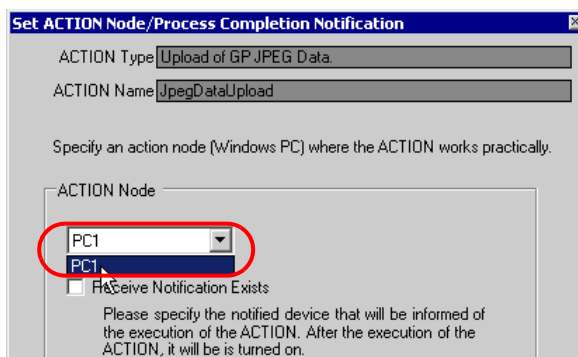 Set ACTION Node/Process Completion Notification
ACTION Type Upload of GP JPEG Data.
ACTION Name JpegDataUpload
Specify an action node (Windows PC) where the ACTION works practically.
ACTION Node
PC1
PC1
Receive Notification Exists
Please specify the notified device that will be informed of
the execution of the ACTION. After the execution of the
ACTION, it will be is turned on.